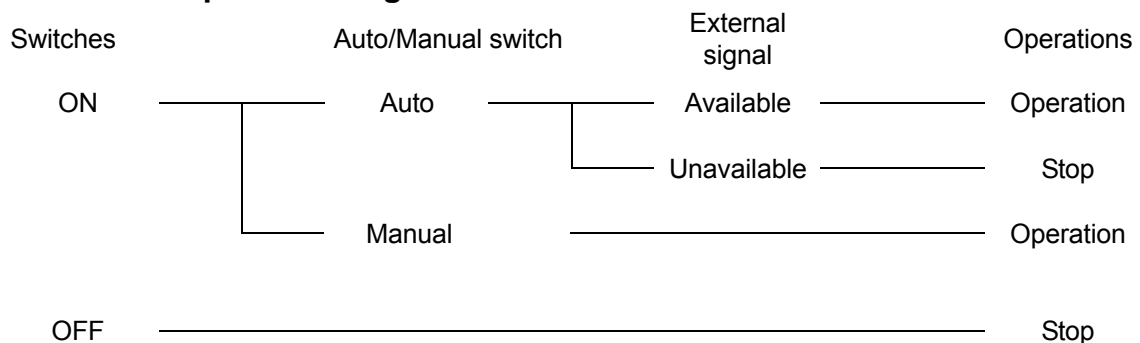 Switches Auto/Manual switch External signal Operations
ON Auto Available Operation
Unavailable Stop
Manual Operation
OFF Stop